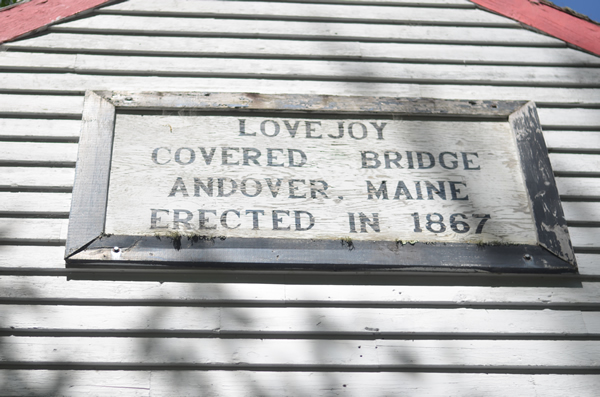 LOVEJOY
COVERED BRIDGE
ANDOVER, MAINE
ERECTED IN 1867